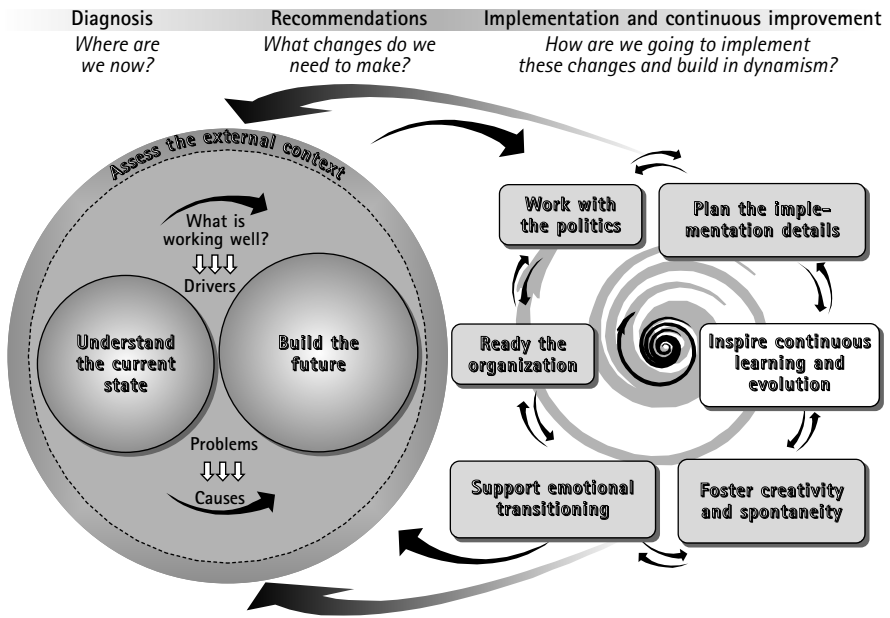 Diagnosis
Where are
we now?
Recommendations
What changes do we
need to make?
Implementation and continuous improvement
How are we going to implement
these changes and build in dynamism?
Assess the external context
What is
working well?
Drivers
Understand
the current
state
Build the
future
Problems
Causes
Work with
the politics
Plan the imple-
mentation details
Ready the
organization
Inspire continuous
learning and
evolution
Support emotional
transitioning
Foster creativity
and spontaneity